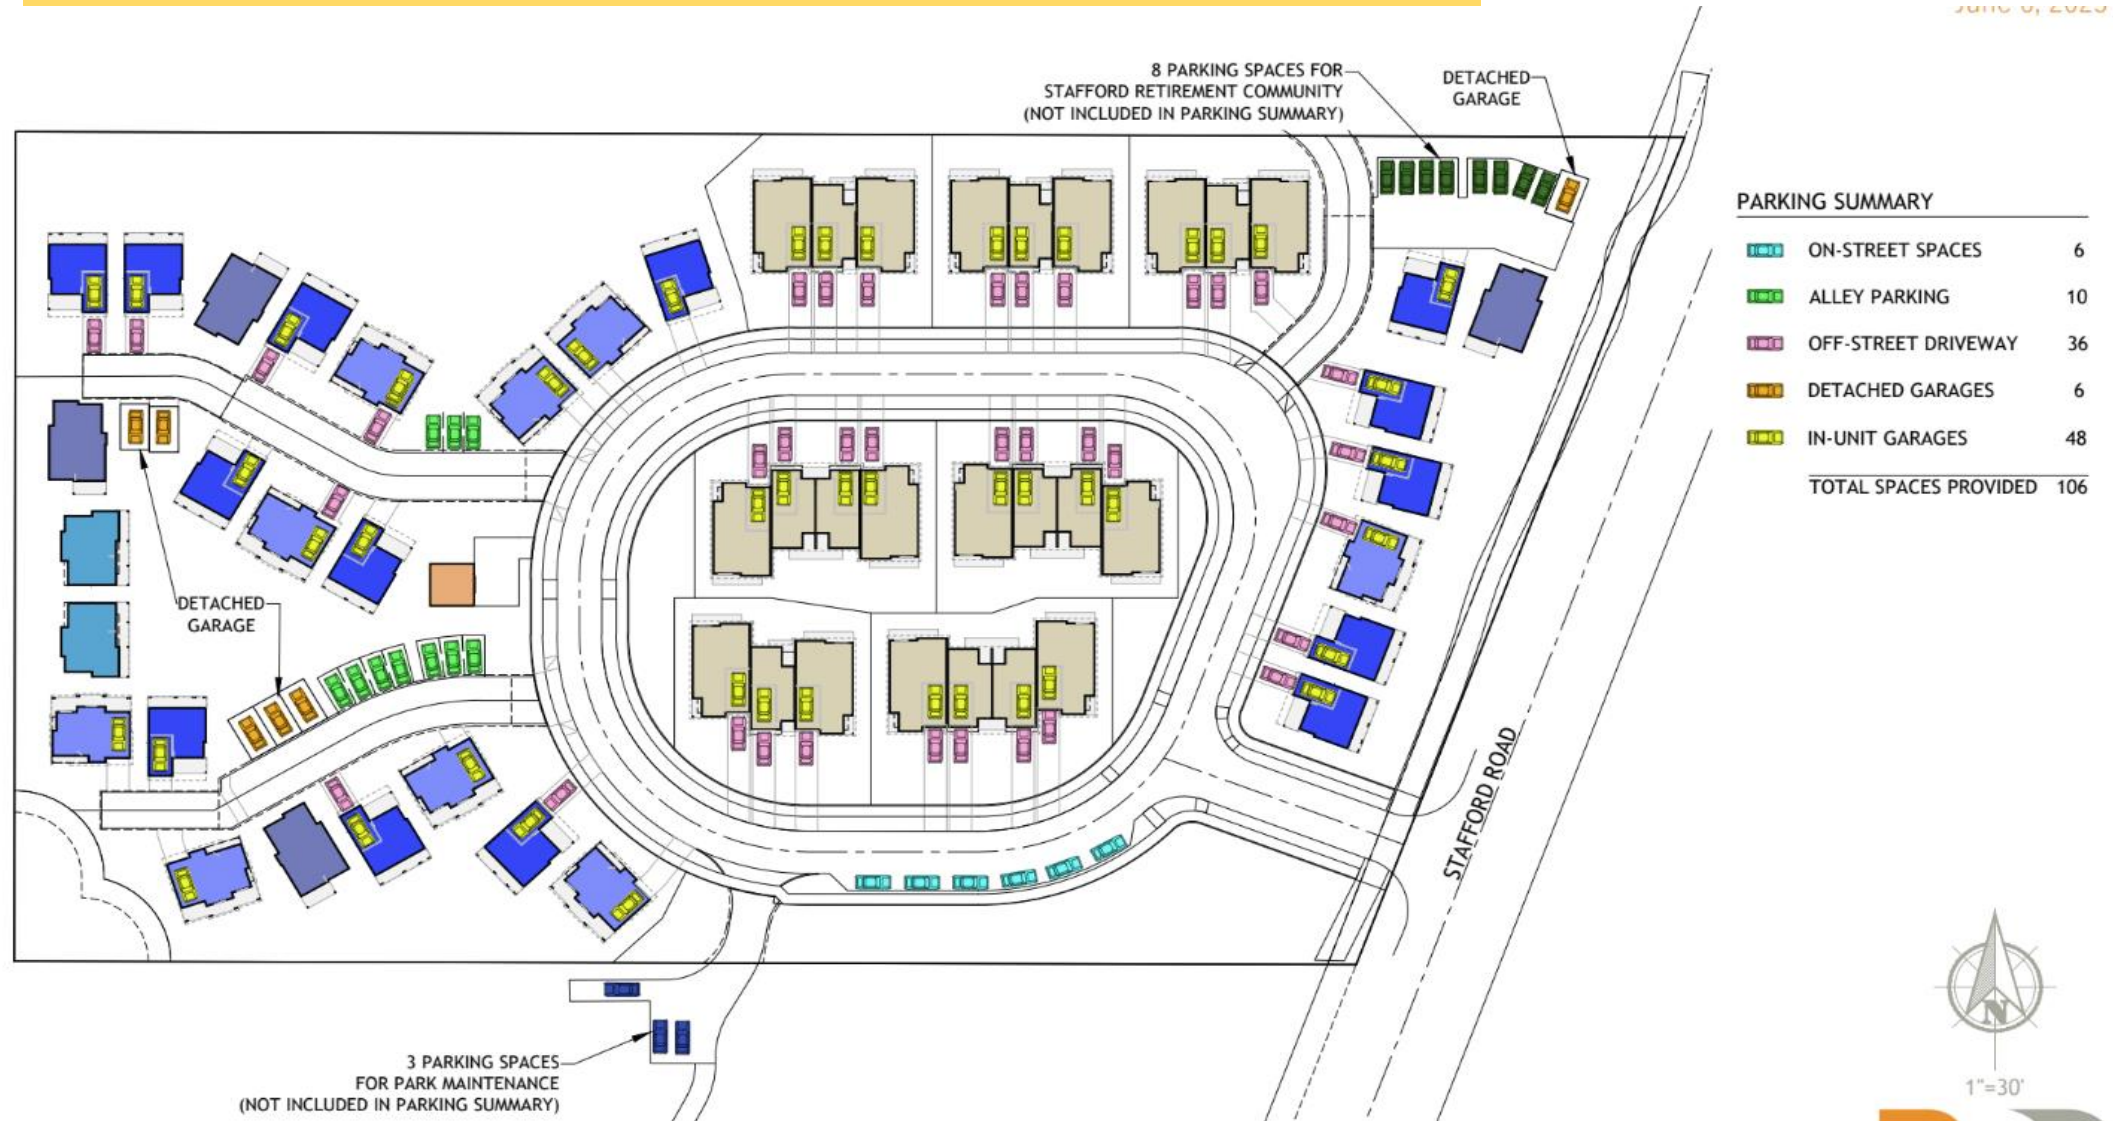 8 PARKING SPACES FOR
STAFFORD RETIREMENT COMMUNITY
(NOT INCLUDED IN PARKING SUMMARY)
DETACHED
GARAGE
PARKING SUMMARY
ON-STREET SPACES 6
ALLEY PARKING 10
OFF-STREET DRIVEWAY 36
DETACHED GARAGES 6
IN-UNIT GARAGES 48
TOTAL SPACES PROVIDED 106
DETACHED
GARAGE
STAFFORD ROAD
3 PARKING SPACES
FOR PARK MAINTENANCE
(NOT INCLUDED IN PARKING SUMMARY)
N
1"=30'